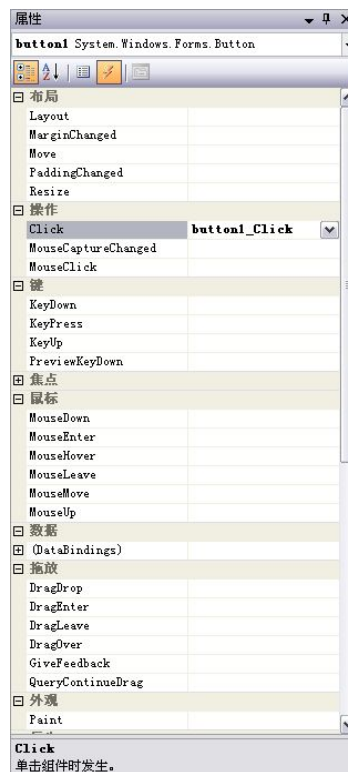 属性
button1 System.Windows.Forms.Button
布局
Layout
MarginChanged
Move
PaddingChanged
Resize
操作
Click button1_Click
MouseCaptureChanged
MouseClick
键
KeyDown
KeyPress
KeyUp
PreviewKeyDown
焦点
鼠标
MouseDown
MouseEnter
MouseHover
MouseLeave
MouseMove
MouseUp
数据
(DataBindings)
拖放
DragDrop
DragEnter
DragLeave
DragOver
GiveFeedback
QueryContinueDrag
外观
Paint
Click
单击组件时发生。